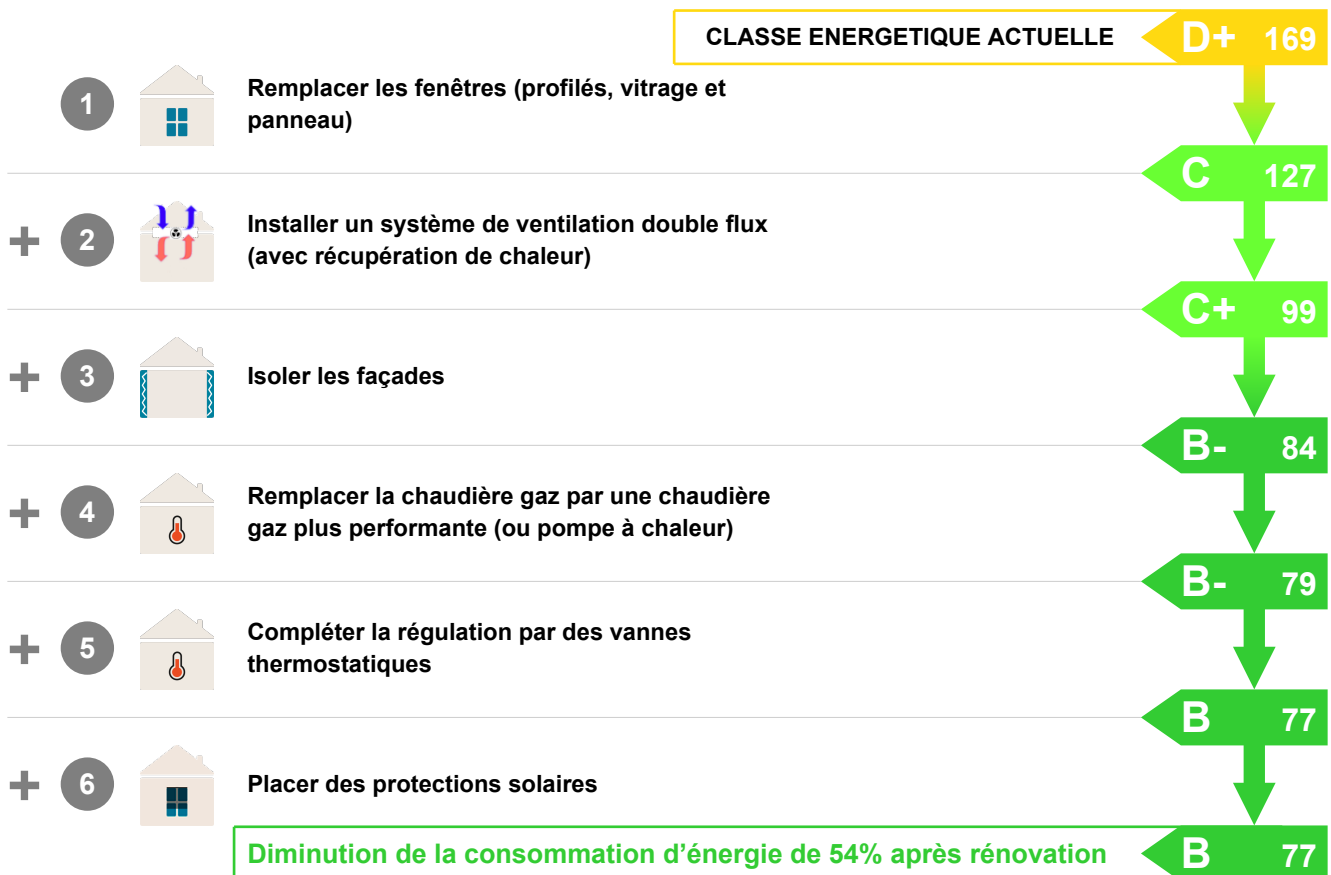 CLASSE ENERGETIQUE ACTUELLE D+ 169
1 Remplacer les fenêtres (profilés, vitrage et
panneau)
C 127
+ 2 Installer un système de ventilation double flux
(avec récupération de chaleur)
C+ 99
+ 3 Isoler les façades
B- 84
+ 4 Remplacer la chaudière gaz par une chaudière
gaz plus performante (ou pompe à chaleur)
B- 79
+ 5 Compléter la régulation par des vannes
thermostatiques
B 77
+ 6 Placer des protections solaires
Diminution de la consommation d'énergie de 54% après rénovation B 77